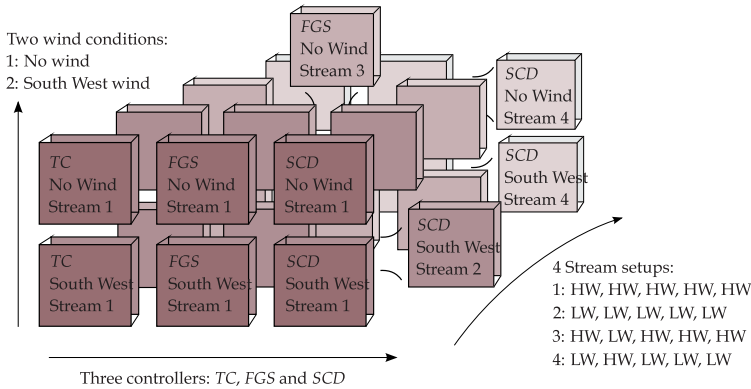 Two wind conditions:
1: No wind
2: South West wind
FGS
No Wind
Stream 3
SCD
No Wind
Stream 4
SCD
South West
Stream 4
TC
No Wind
Stream 1
FGS
No Wind
Stream 1
SCD
No Wind
Stream 1
SCD
South West
Stream 2
TC
South West
Stream 1
FGS
South West
Stream 1
SCD
South West
Stream 1
4 Stream setups:
1: HW, HW, HW, HW, HW
2: LW, LW, LW, LW, LW
3: HW, LW, HW, HW, HW
4: LW, HW, LW, LW, LW
Three controllers: TC, FGS and SCD